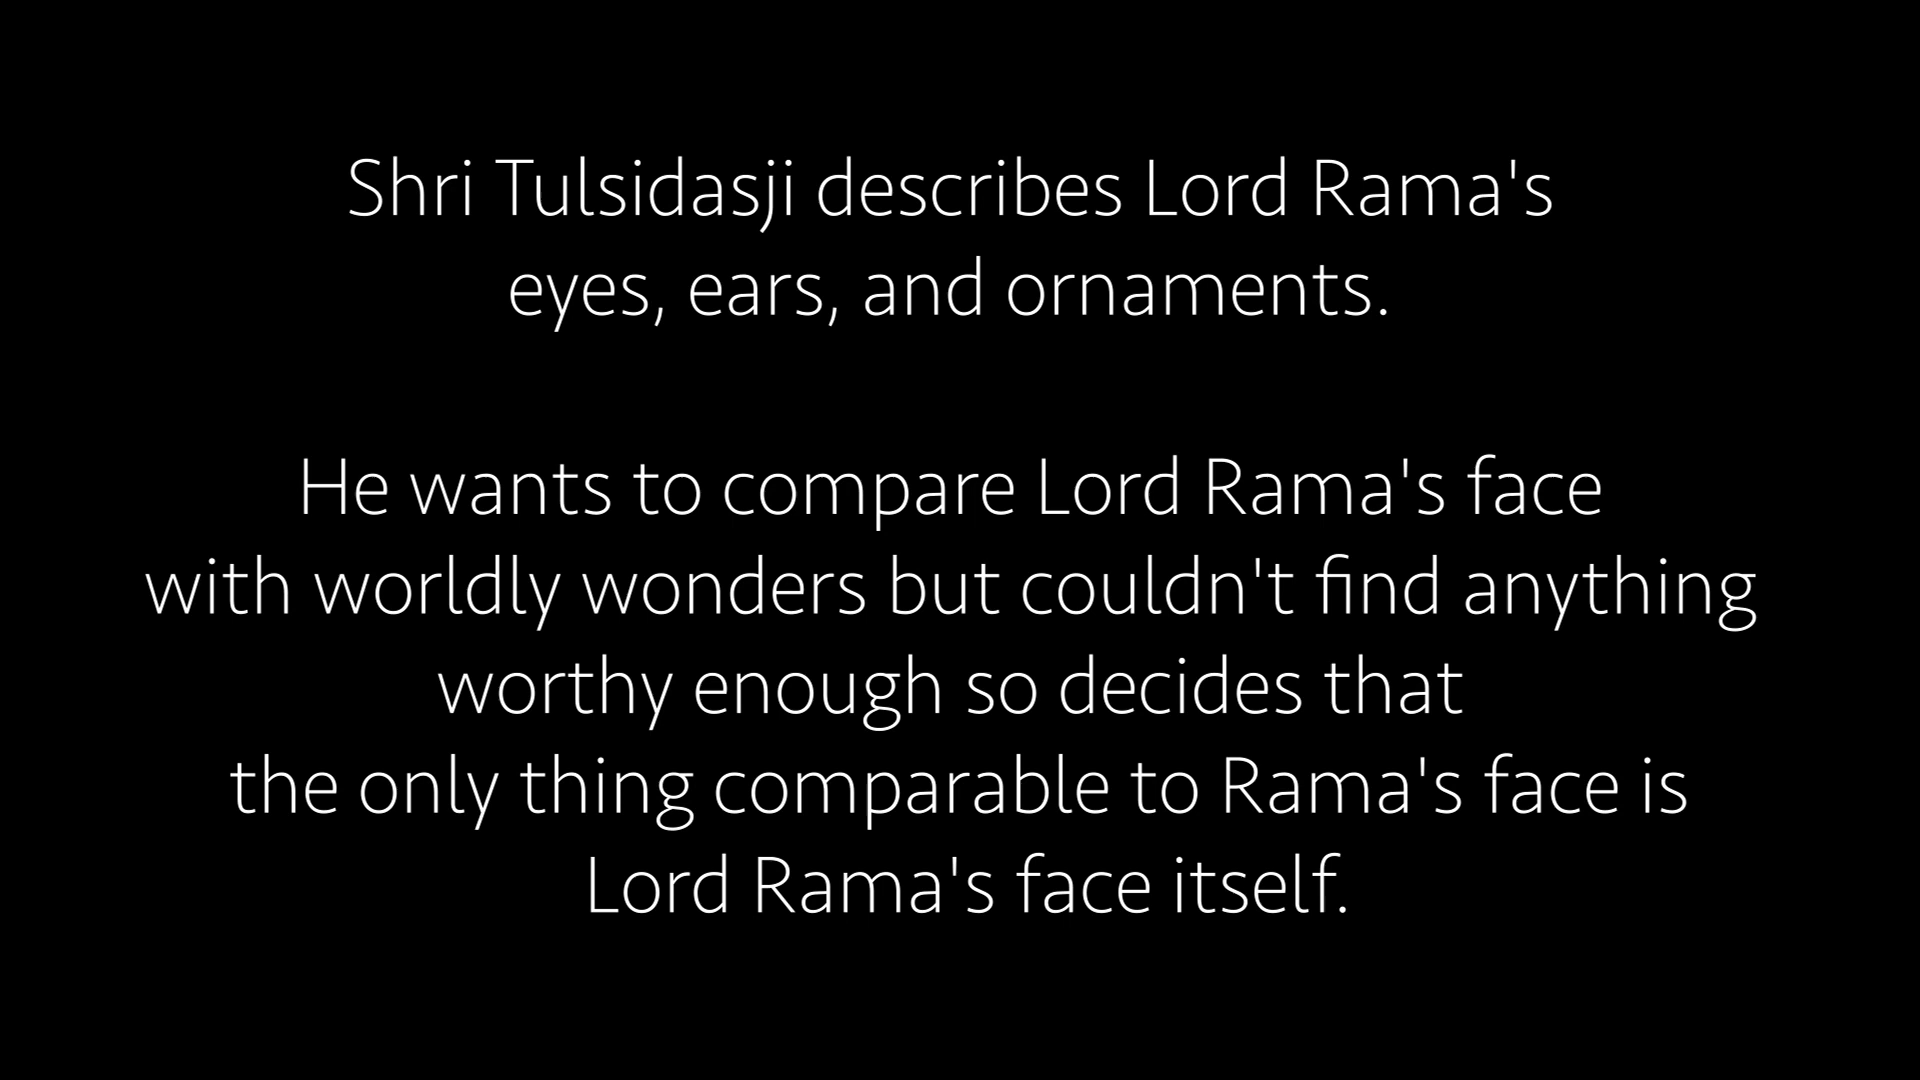 Shri Tulsidasji describes Lord Rama's
eyes, ears, and ornaments.
He wants to compare Lord Rama's face
with worldly wonders but couldn't find anything
worthy enough so decides that
the only thing comparable to Rama's face is
Lord Rama's face itself.